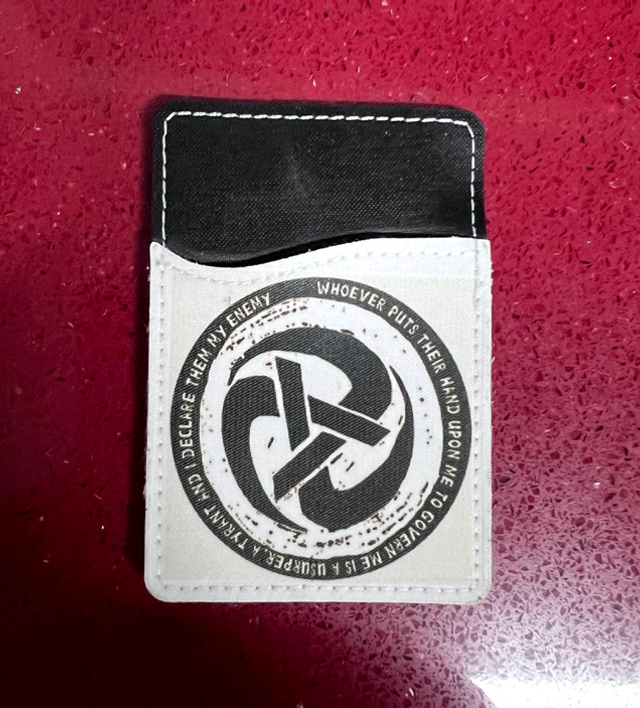 WHOEVER PUTS THEIR HAND UPON ME TO GOVERN ME IS A USURPER, A TYRANT AND I DECLARE THEM MY ENEMY